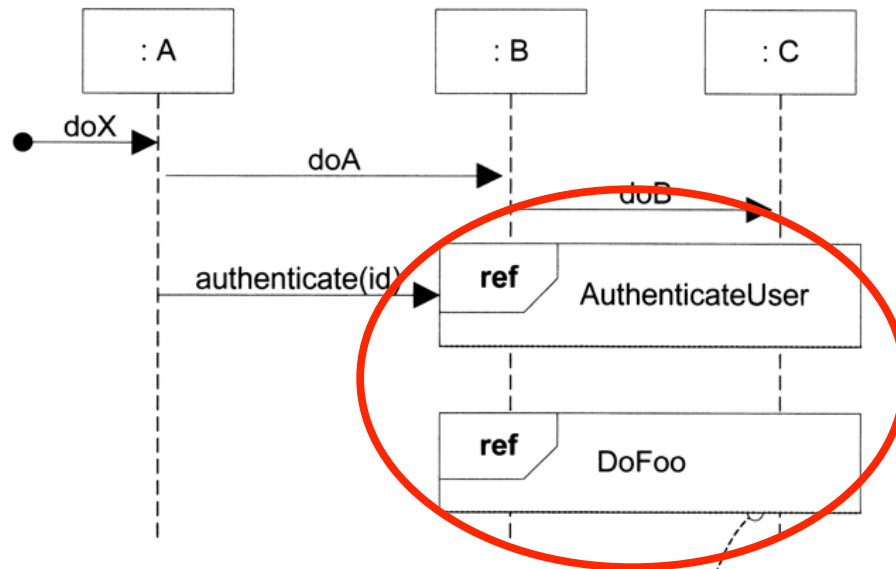 : A
: B
: C
doX
doA
doB
authenticate(id)
ref
AuthenticateUser
ref
DoFoo